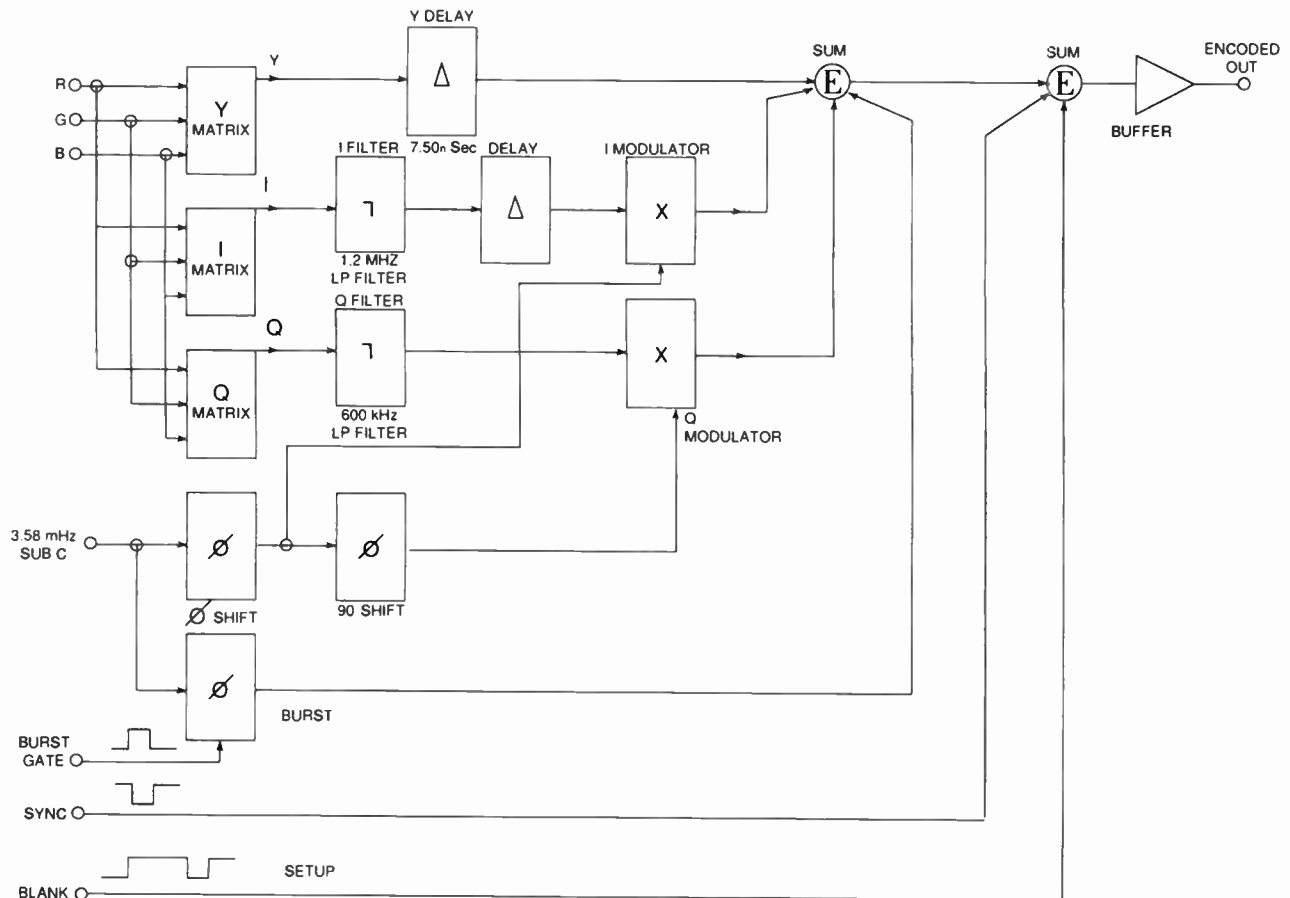 Y DELAY
Y
Δ
SUM
E
SUM
E
ENCODED
OUT
R
G
B
Y
MATRIX
BUFFER
7.50n Sec
I
I FILTER
ㄱ
1.2 MHZ
LP FILTER
DELAY
Δ
I MODULATOR
X
I
MATRIX
Q
Q FILTER
ㄱ
600 kHz
LP FILTER
X
Q
MODULATOR
Q
MATRIX
3.58 mHz
SUB C
Ø
Ø SHIFT
Ø
90 SHIFT
Ø
BURST
BURST
GATE
SYNC
SETUP
BLANK